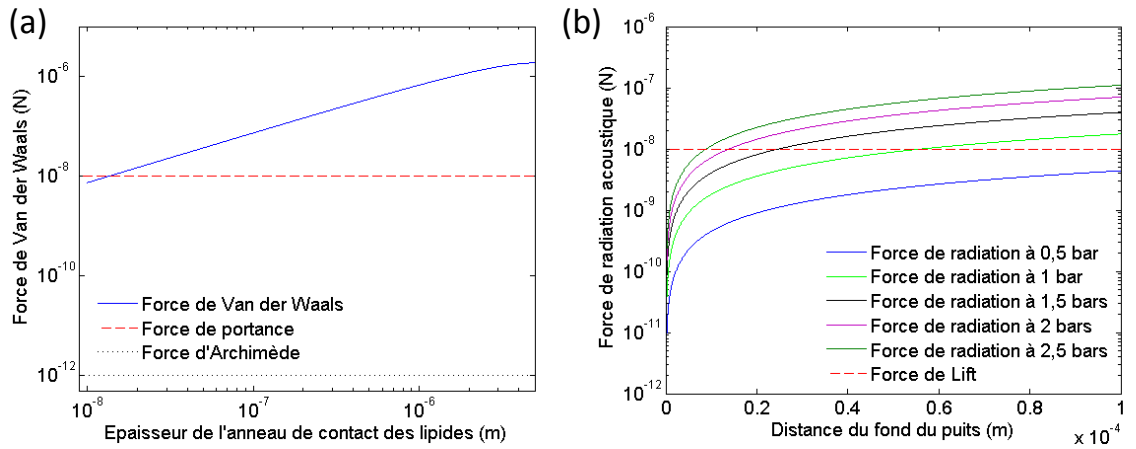 (a)
Force de Van der Waals (N)
10^-6
10^-8
10^-10
10^-12
Force de Van der Waals
Force de portance
Force d'Archimède
10^-8
10^-7
10^-6
Epaisseur de l'anneau de contact des lipides (m)
(b)
Force de radiation acoustique (N)
10^-6
10^-7
10^-8
10^-9
10^-10
10^-11
10^-12
Force de radiation à 0,5 bar
Force de radiation à 1 bar
Force de radiation à 1,5 bars
Force de radiation à 2 bars
Force de radiation à 2,5 bars
Force de Lift
0
0.2
0.4
0.6
0.8
1
Distance du fond du puits (m)
x 10^-4